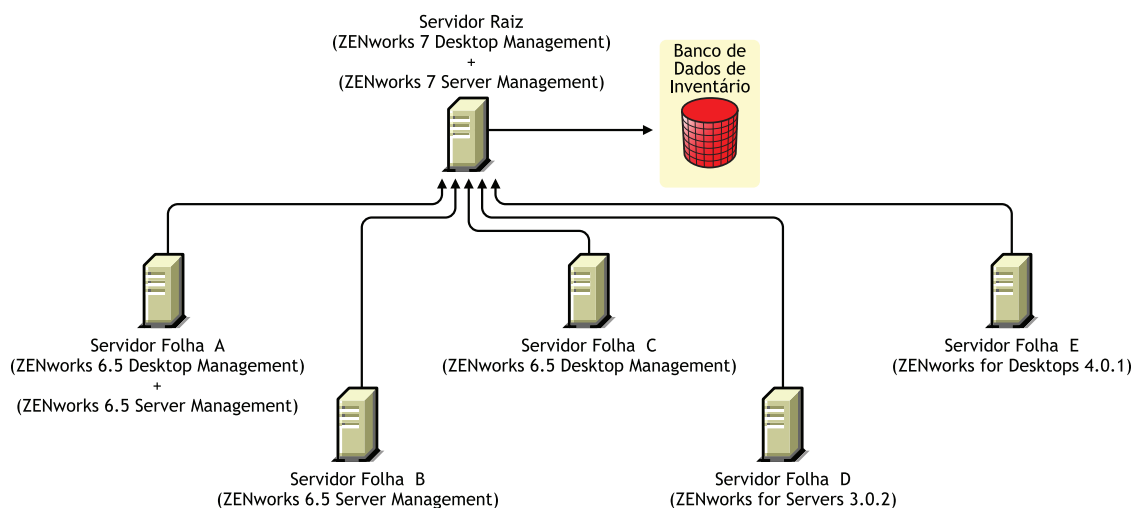 Servidor Raiz
(ZENworks 7 Desktop Management)
+
(ZENworks 7 Server Management)
Banco de
Dados de
Inventário
Servidor Folha A
(ZENworks 6.5 Desktop Management)
+
(ZENworks 6.5 Server Management)
Servidor Folha B
(ZENworks 6.5 Server Management)
Servidor Folha C
(ZENworks 6.5 Desktop Management)
Servidor Folha D
(ZENworks for Servers 3.0.2)
Servidor Folha E
(ZENworks for Desktops 4.0.1)